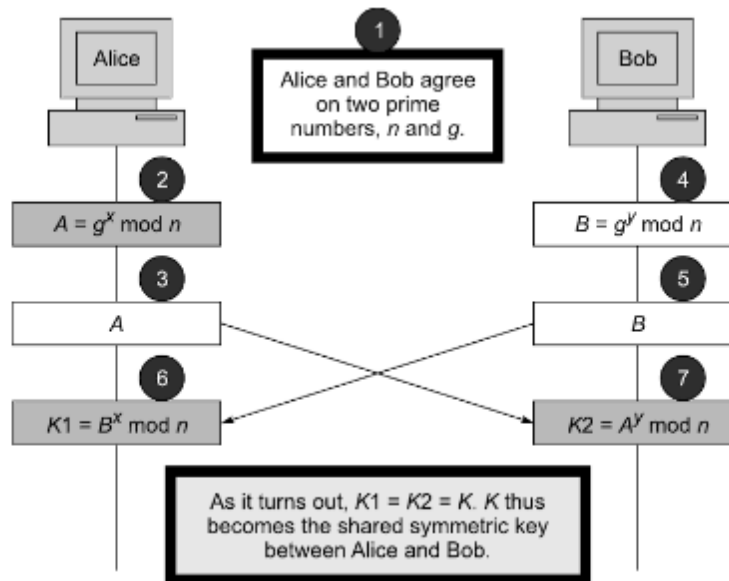 1
Alice
Bob
Alice and Bob agree
on two prime
numbers, n and g.
2
4
A = g^x mod n
B = g^y mod n
3
5
A
B
6
7
K1 = B^x mod n
K2 = A^y mod n
As it turns out, K1 = K2 = K. K thus
becomes the shared symmetric key
between Alice and Bob.